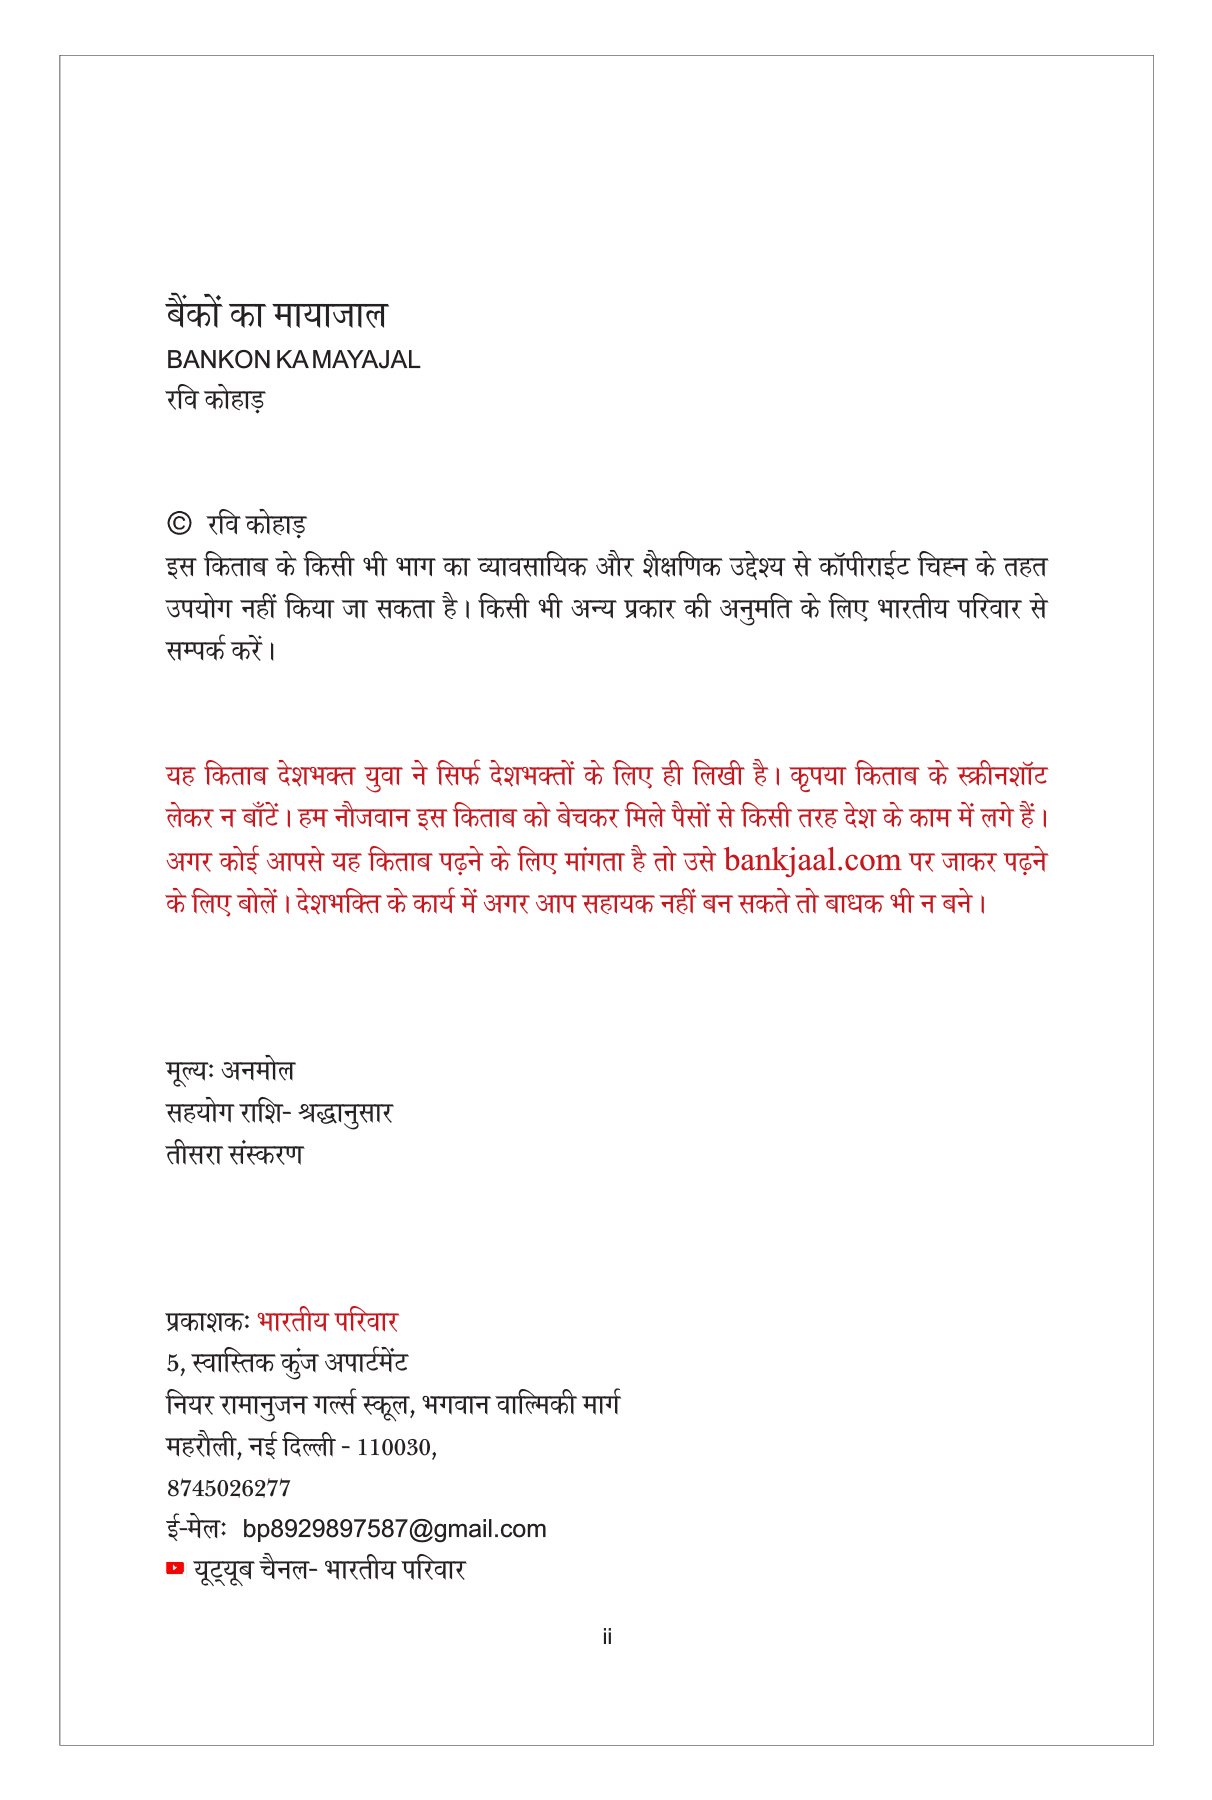 बैंकों का मायाजाल
BANKON KA MAYAJAL
रवि कोहाड़
© रवि कोहाड़
इस किताब के किसी भी भाग का व्यावसायिक और शैक्षणिक उद्देश्य से कॉपीराईट चिह्न के तहत
उपयोग नहीं किया जा सकता है। किसी भी अन्य प्रकार की अनुमति के लिए भारतीय परिवार से
सम्पर्क करें।
यह किताब देशभक्त युवा ने सिर्फ देशभक्तों के लिए ही लिखी है। कृपया किताब के स्क्रीनशॉट
लेकर न बाँटें। हम नौजवान इस किताब को बेचकर मिले पैसों से किसी तरह देश के काम में लगे हैं।
अगर कोई आपसे यह किताब पढ़ने के लिए मांगता है तो उसे bankjaal.com पर जाकर पढ़ने
के लिए बोलें। देशभक्ति के कार्य में अगर आप सहायक नहीं बन सकते तो बाधक भी न बने।
मूल्यः अनमोल
सहयोग राशि- श्रद्धानुसार
तीसरा संस्करण
प्रकाशकः भारतीय परिवार
5, स्वास्तिक कुंज अपार्टमेंट
नियर रामानुजन गर्ल्स स्कूल, भगवान वाल्मिकी मार्ग
महरौली, नई दिल्ली - 110030,
8745026277
ई-मेलः bp8929897587@gmail.com
यूट्यूब चैनल- भारतीय परिवार
ii